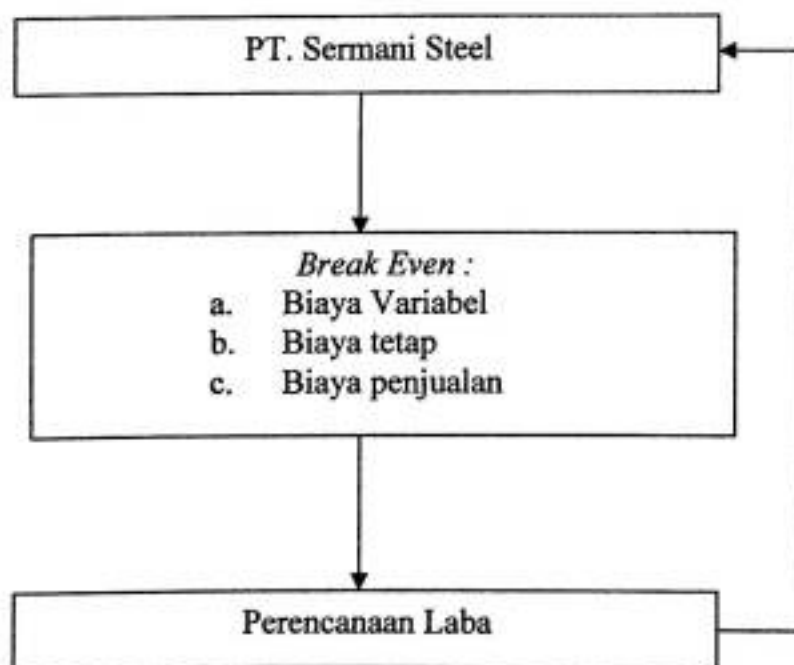 PT. Sermani Steel
Break Even :
a. Biaya Variabel
b. Biaya tetap
c. Biaya penjualan
Perencanaan Laba